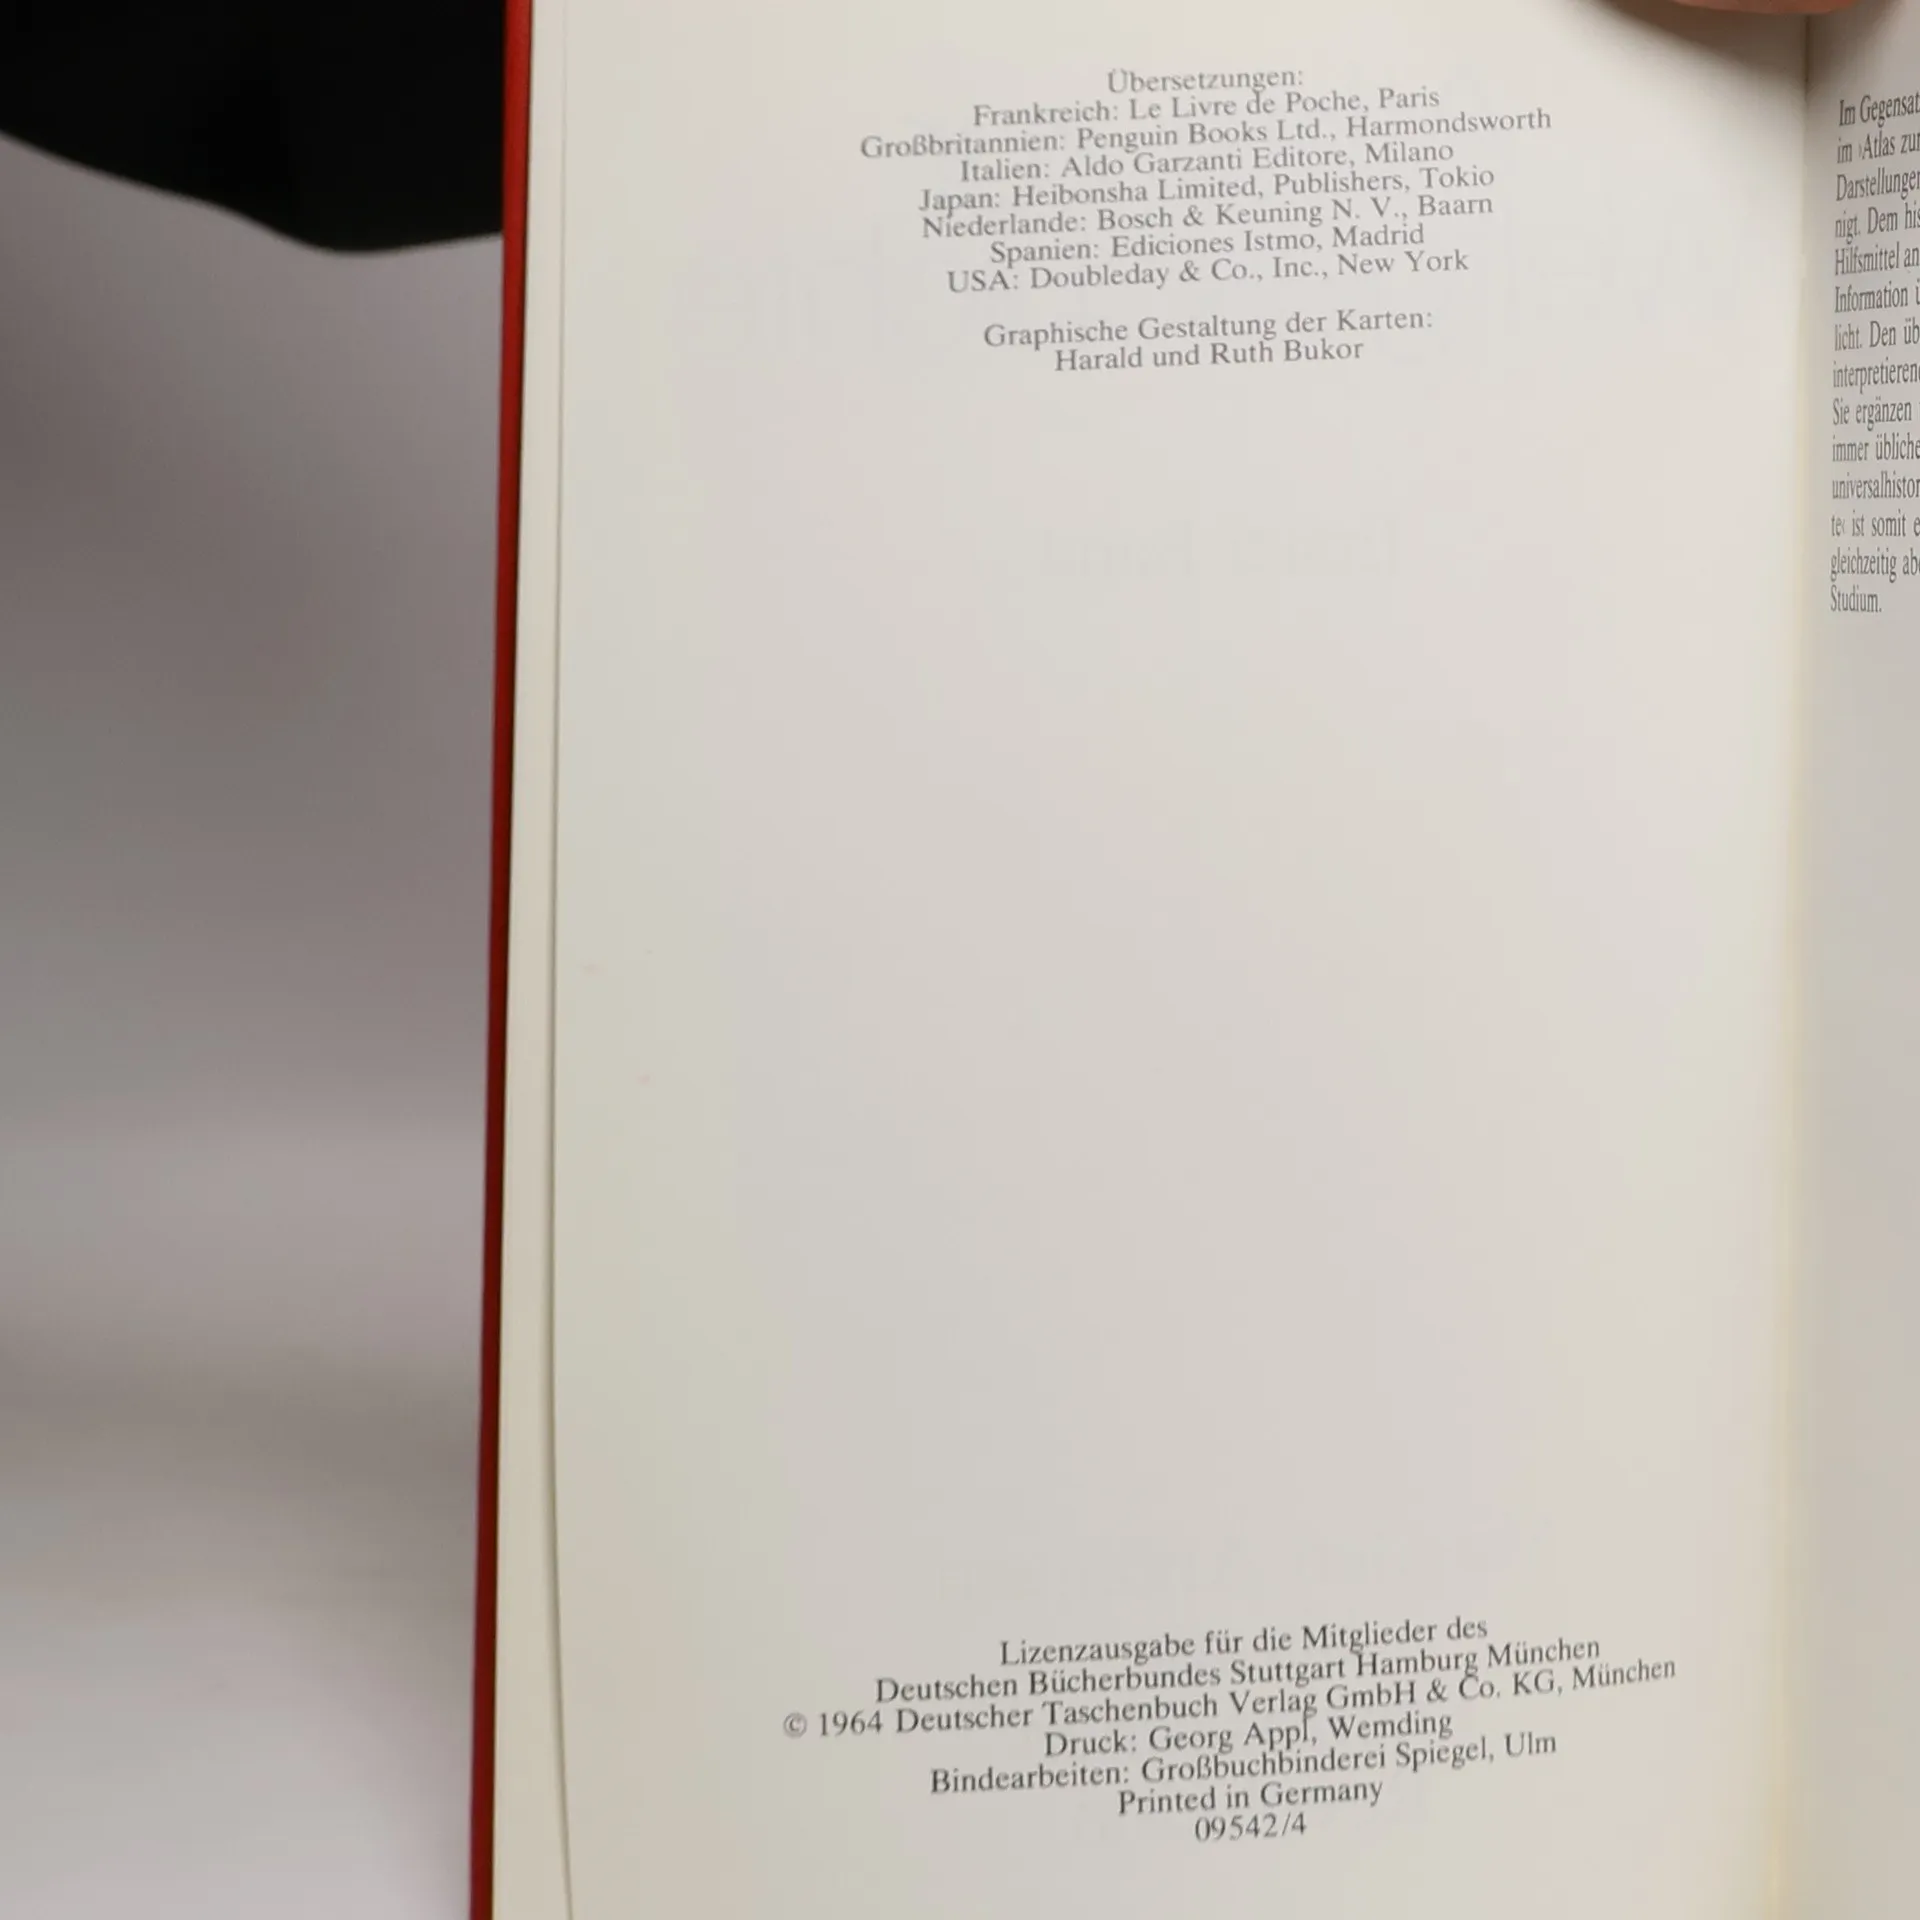 Übersetzungen:
Frankreich: Le Livre de Poche, Paris
Großbritannien: Penguin Books Ltd., Harmondsworth
Italien: Aldo Garzanti Editore, Milano
Japan: Heibonsha Limited, Publishers, Tokio
Niederlande: Bosch & Keuning N. V., Baarn
Spanien: Ediciones Istmo, Madrid
USA: Doubleday & Co., Inc., New York
Graphische Gestaltung der Karten:
Harald und Ruth Bukor
Lizenzausgabe für die Mitglieder des
Deutschen Bücherbundes Stuttgart Hamburg München
© 1964 Deutscher Taschenbuch Verlag GmbH & Co. KG, München
Druck: Georg Appl, Wemding
Bindearbeiten: Großbuchbinderei Spiegel, Ulm
Printed in Germany
09542/4
Im Gegensat
im ›Atlas zur
Darstellungen
nigt. Dem his
Hilfsmittel an
Information ü
licht. Den üb
interpretieren
Sie ergänzen
immer übliche
universalhistor
te‹ ist somit e
gleichzeitig abe
Studium.